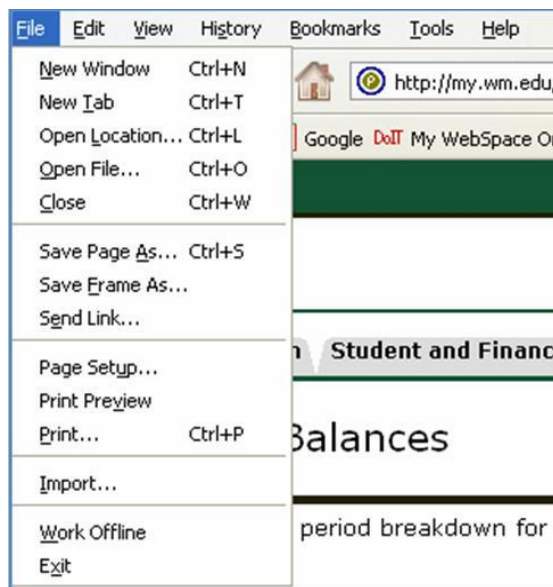 File Edit View History Bookmarks Tools Help
New Window Ctrl+N
http://my.wm.edu/
New Tab Ctrl+T
Open Location... Ctrl+L
Google DoIT My WebSpace
Open File... Ctrl+O
Close Ctrl+W
Save Page As... Ctrl+S
Save Frame As...
Send Link...
Student and Financ
Page Setup...
Print Preview
Print... Ctrl+P
Balances
Import...
Work Offline
period breakdown for
Exit